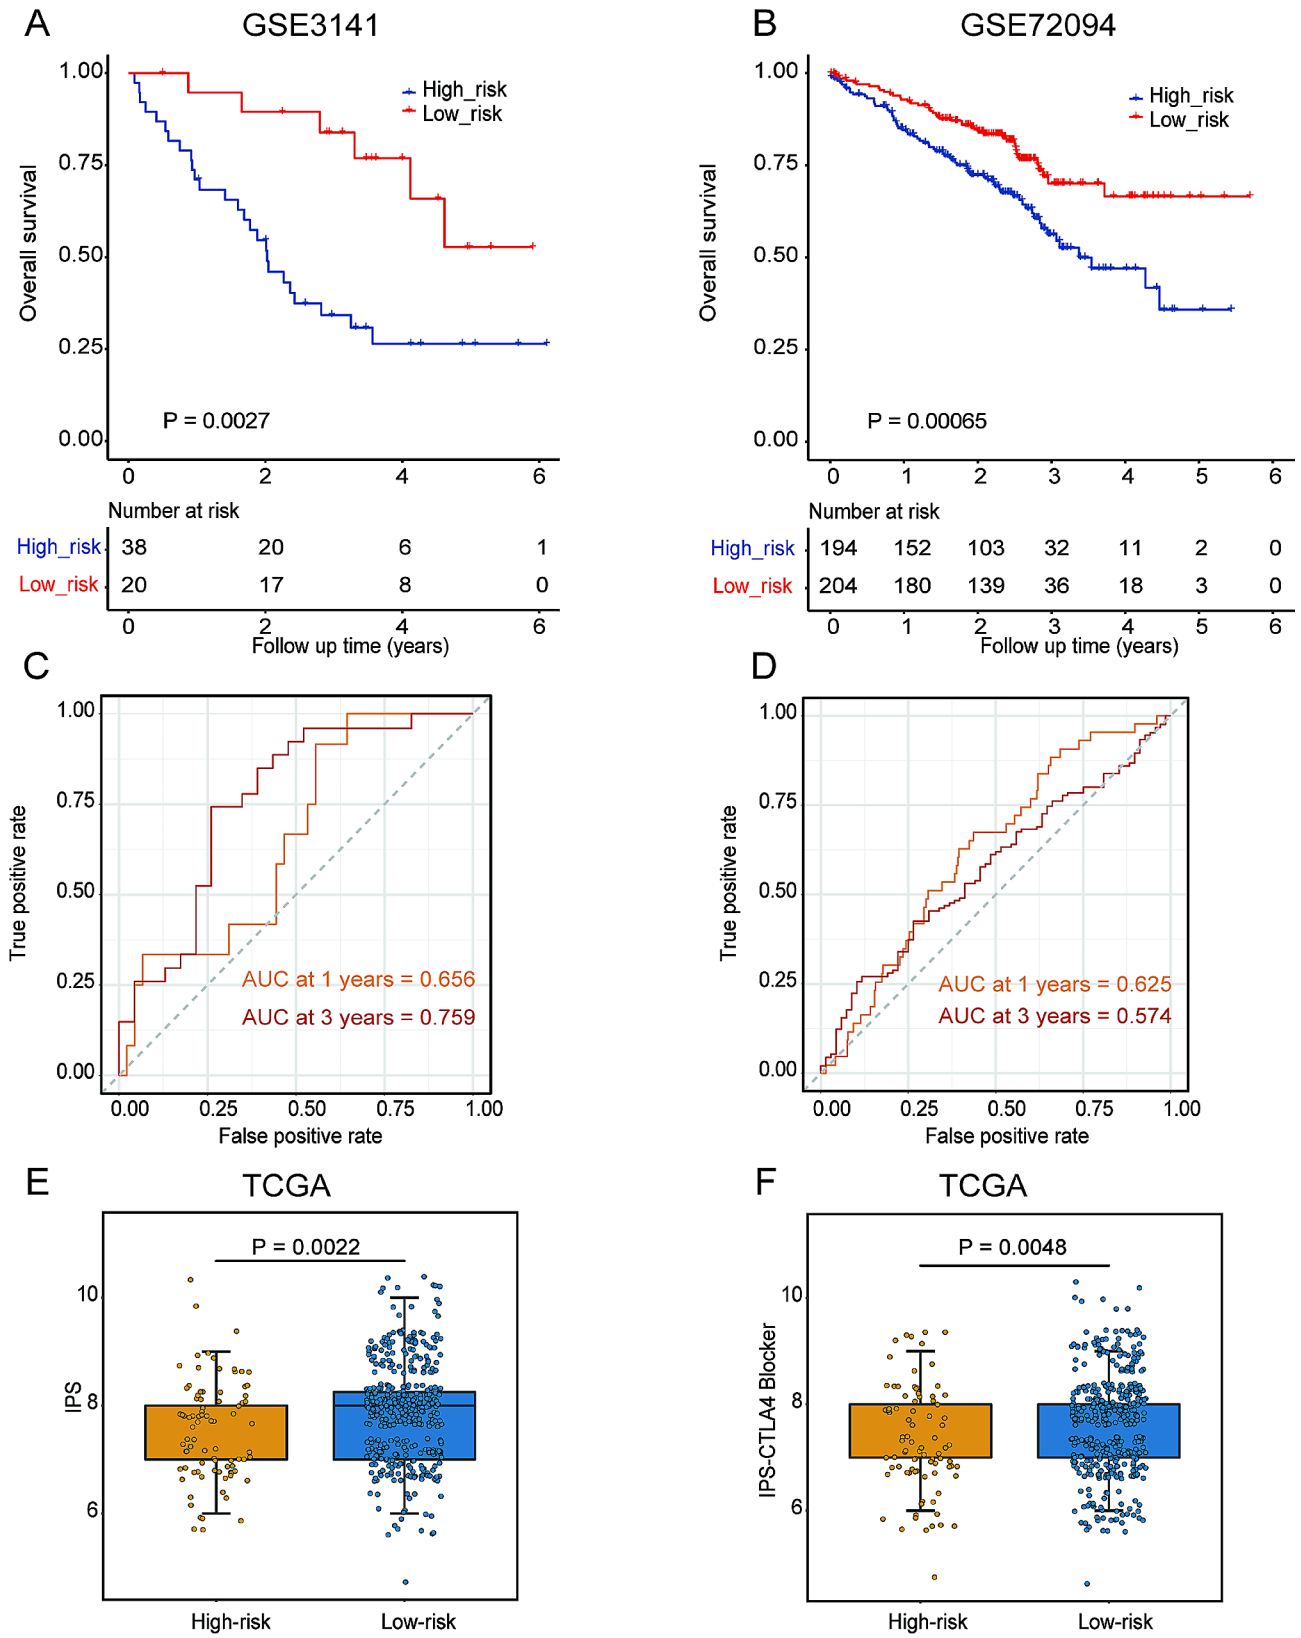 A
GSE3141
1.00
0.75
0.50
0.25
0.00
Overall survival
High_risk
Low_risk
P = 0.0027
0 2 4 6
Number at risk
High_risk 38 20 6 1
Low_risk 20 17 8 0
0 2 4 6
Follow up time (years)
B
GSE72094
1.00
0.75
0.50
0.25
0.00
Overall survival
High_risk
Low_risk
P = 0.00065
0 1 2 3 4 5 6
Number at risk
High_risk 194 152 103 32 11 2 0
Low_risk 204 180 139 36 18 3 0
0 1 2 3 4 5 6
Follow up time (years)
C
1.00
0.75
0.50
0.25
0.00
True positive rate
AUC at 1 years = 0.656
AUC at 3 years = 0.759
0.00 0.25 0.50 0.75 1.00
False positive rate
D
1.00
0.75
0.50
0.25
0.00
True positive rate
AUC at 1 years = 0.625
AUC at 3 years = 0.574
0.00 0.25 0.50 0.75 1.00
False positive rate
E
TCGA
P = 0.0022
10
8
6
IPS
High-risk Low-risk
F
TCGA
P = 0.0048
10
8
6
IPS-CTLA4 Blocker
High-risk Low-risk